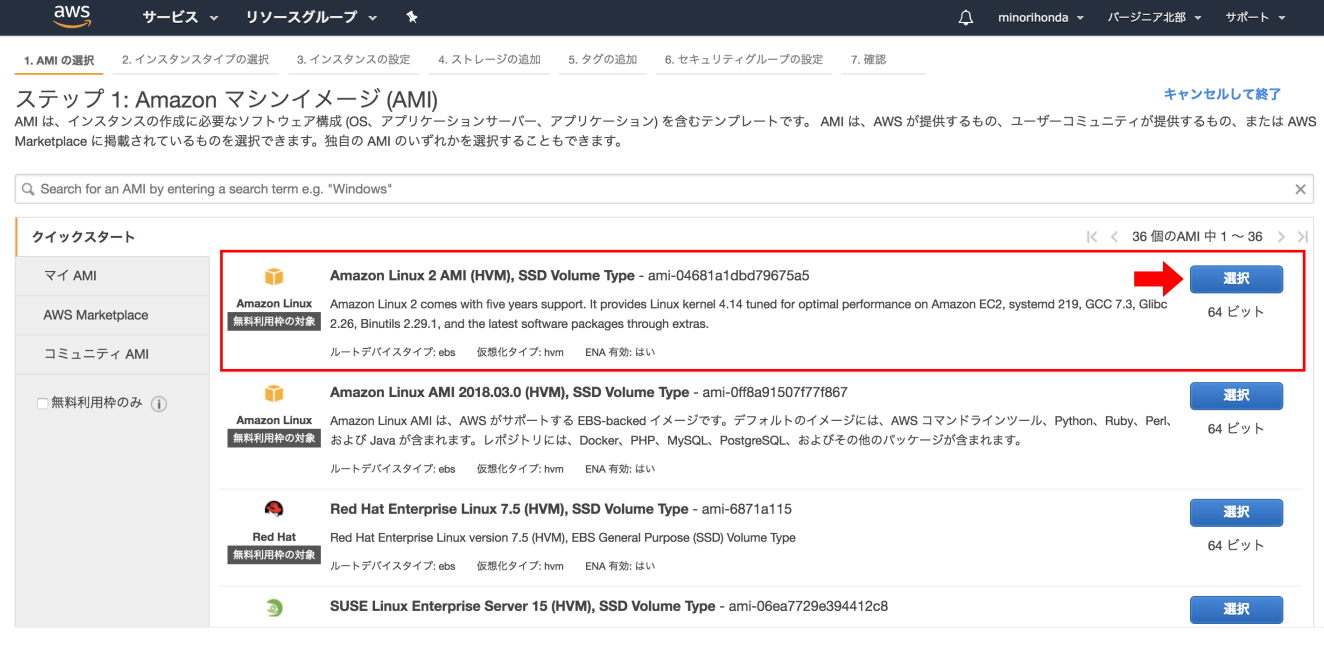 aws サービス リソースグループ minorihonda バージニア北部 サポート
1. AMI の選択 2. インスタンスタイプの選択 3. インスタンスの設定 4. ストレージの追加 5. タグの追加 6. セキュリティグループの設定 7. 確認
ステップ 1: Amazon マシンイメージ (AMI) キャンセルして終了
AMI は、インスタンスの作成に必要なソフトウェア構成 (OS、アプリケーションサーバー、アプリケーション) を含むテンプレートです。 AMI は、AWS が提供するもの、ユーザーコミュニティが提供するもの、または AWS
Marketplace に掲載されているものを選択できます。独自の AMI のいずれかを選択することもできます。
Search for an AMI by entering a search term e.g. "Windows"
クイックスタート 36 個のAMI 中 1 ～ 36
マイ AMI
AWS Marketplace
コミュニティ AMI
無料利用枠のみ
Amazon Linux 2 AMI (HVM), SSD Volume Type - ami-04681a1dbd79675a5 選択
Amazon Linux Amazon Linux 2 comes with five years support. It provides Linux kernel 4.14 tuned for optimal performance on Amazon EC2, systemd 219, GCC 7.3, Glibc 64 ビット
無料利用枠の対象 2.26, Binutils 2.29.1, and the latest software packages through extras.
ルートデバイスタイプ: ebs 仮想化タイプ: hvm ENA 有効: はい
Amazon Linux AMI 2018.03.0 (HVM), SSD Volume Type - ami-0ff8a91507f77f867 選択
Amazon Linux Amazon Linux AMI は、AWS がサポートする EBS-backed イメージです。デフォルトのイメージには、AWS コマンドラインツール、Python、Ruby、Perl、 64 ビット
無料利用枠の対象 および Java が含まれます。レポジトリには、Docker、PHP、MySQL、PostgreSQL、およびその他のパッケージが含まれます。
ルートデバイスタイプ: ebs 仮想化タイプ: hvm ENA 有効: はい
Red Hat Enterprise Linux 7.5 (HVM), SSD Volume Type - ami-6871a115 選択
Red Hat Red Hat Enterprise Linux version 7.5 (HVM), EBS General Purpose (SSD) Volume Type 64 ビット
無料利用枠の対象
ルートデバイスタイプ: ebs 仮想化タイプ: hvm ENA 有効: はい
SUSE Linux Enterprise Server 15 (HVM), SSD Volume Type - ami-06ea7729e394412c8 選択